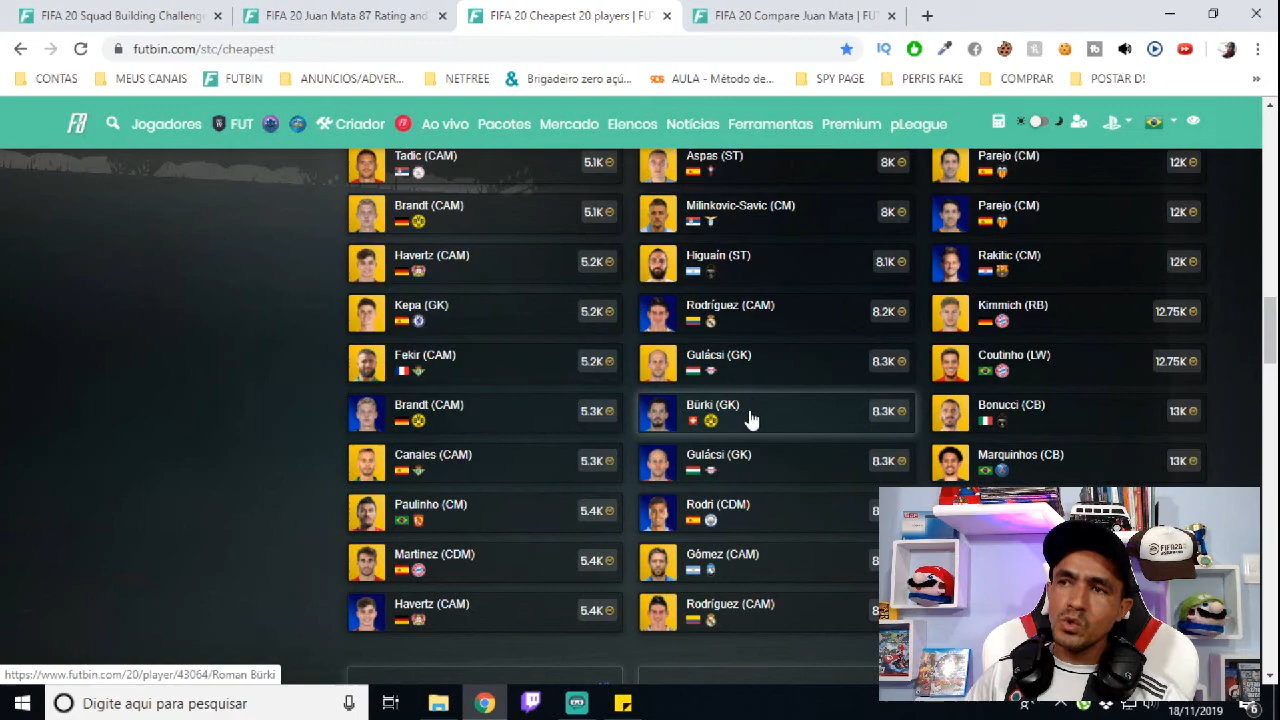 FIFA 20 Squad Building Challenge
FIFA 20 Juan Mata 87 Rating and
FIFA 20 Cheapest 20 players | FUT
FIFA 20 Compare Juan Mata | FUT
futbin.com/stc/cheapest
CONTAS
MEUS CANAIS
FUTBIN
ANUNCIOS/ADVER...
NETFREE
Brigadeiro zero açú...
AULA - Método de...
SPY PAGE
PERFIS FAKE
COMPRAR
POSTAR D!
Jogadores
FUT
Criador
Ao vivo
Pacotes
Mercado
Elencos
Notícias
Ferramentas
Premium
pLeague
Tadic (CAM) 5.1K
Brandt (CAM) 5.1K
Havertz (CAM) 5.2K
Kepa (GK) 5.2K
Fekir (CAM) 5.2K
Brandt (CAM) 5.3K
Canales (CAM) 5.3K
Paulinho (CM) 5.4K
Martinez (CDM) 5.4K
Havertz (CAM) 5.4K
Aspas (ST) 8K
Milinkovic-Savic (CM) 8K
Higuaín (ST) 8.1K
Rodríguez (CAM) 8.2K
Gulácsi (GK) 8.3K
Bürki (GK) 8.3K
Gulácsi (GK) 8.3K
Rodri (CDM)
Gómez (CAM)
Rodríguez (CAM)
Parejo (CM) 12K
Parejo (CM) 12K
Rakitic (CM) 12K
Kimmich (RB) 12.75K
Coutinho (LW) 12.75K
Bonucci (CB) 13K
Marquinhos (CB) 13K
FIFA 20
https://www.futbin.com/20/player/43064/Roman Bürki
Digite aqui para pesquisar
18/11/2019